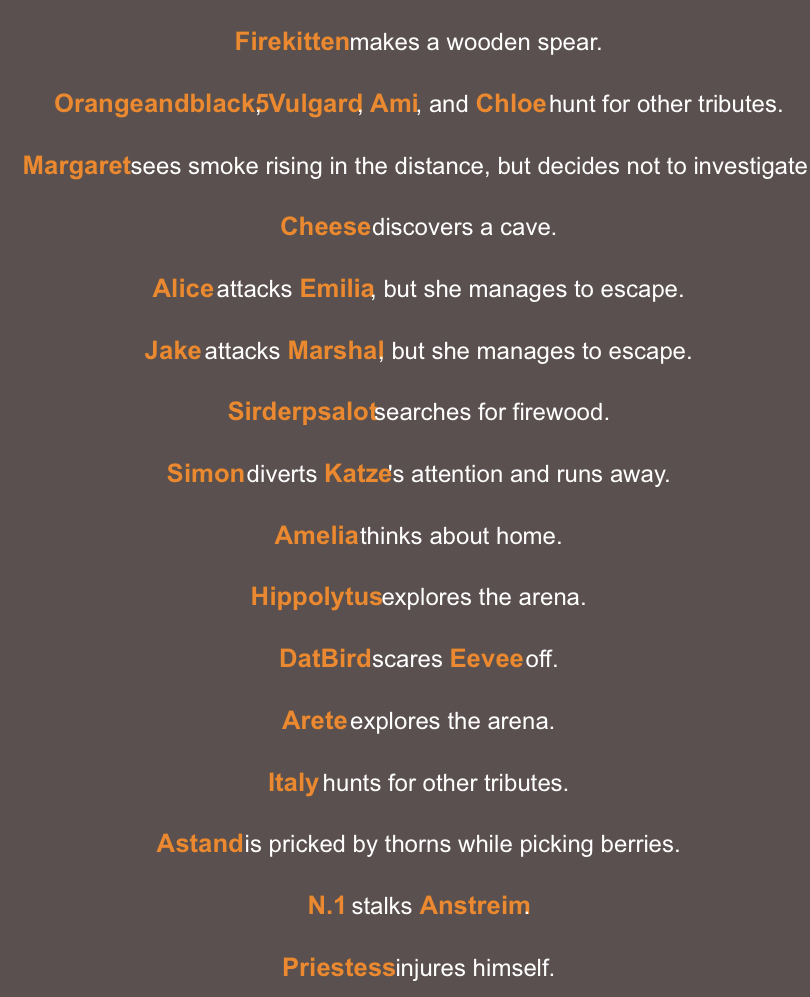 Firekitten makes a wooden spear.
Orangeandblack5, Vulgard, Ami, and Chloe hunt for other tributes.
Margaret sees smoke rising in the distance, but decides not to investigate
Cheese discovers a cave.
Alice attacks Emilia, but she manages to escape.
Jake attacks Marshal, but she manages to escape.
Sirderpsalot searches for firewood.
Simon diverts Katze's attention and runs away.
Amelia thinks about home.
Hippolytus explores the arena.
DatBird scares Eevee off.
Arete explores the arena.
Italy hunts for other tributes.
Astand is pricked by thorns while picking berries.
N.1 stalks Anstreim.
Priestess injures himself.